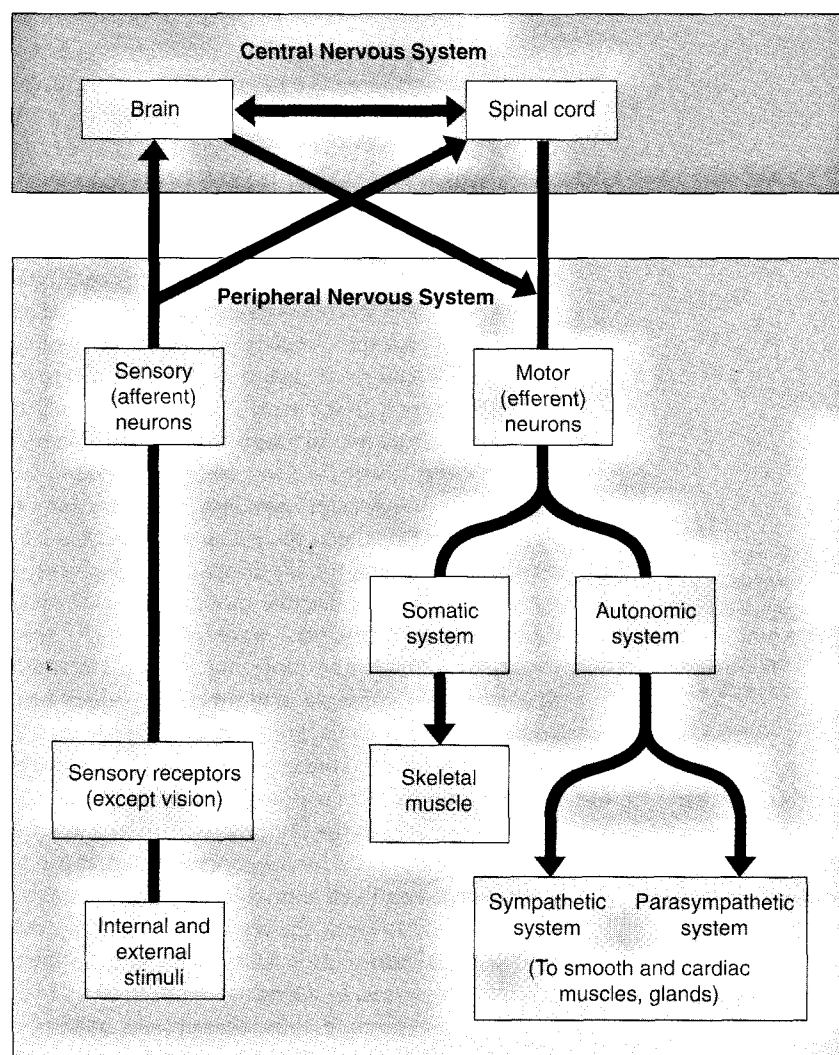 Central Nervous System
Brain
Spinal cord
Peripheral Nervous System
Sensory
(afferent)
neurons
Motor
(efferent)
neurons
Somatic
system
Autonomic
system
Sensory receptors
(except vision)
Skeletal
muscle
Internal and
external
stimuli
Sympathetic
system
Parasympathetic
system
(To smooth and cardiac
muscles, glands)